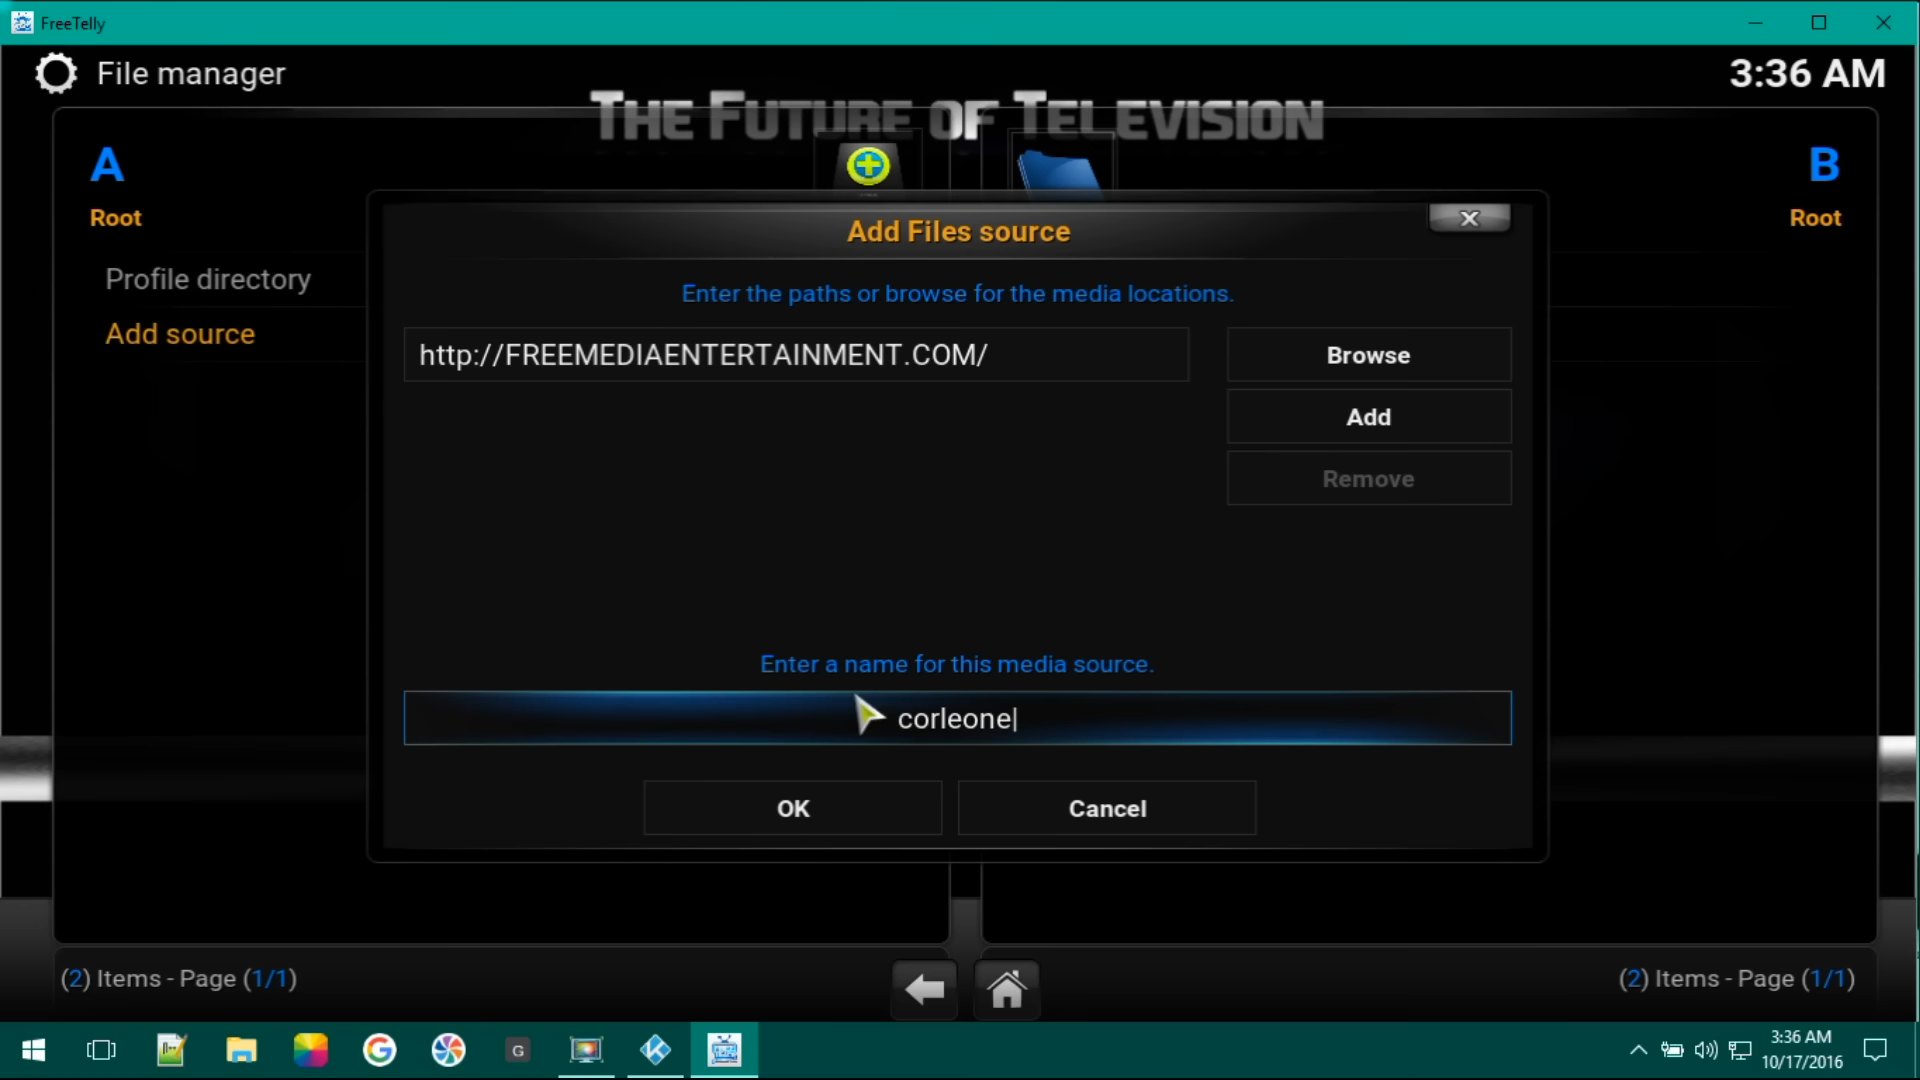 FreeTelly
File manager
3:36 AM
THE FUTURE OF TELEVISION
A
B
Root
Root
Profile directory
Add source
Add Files source
x
Enter the paths or browse for the media locations.
http://FREEMEDIAENTERTAINMENT.COM/
Browse
Add
Remove
Enter a name for this media source.
corleone
OK
Cancel
(2) Items - Page (1/1)
(2) Items - Page (1/1)
G
3:36 AM
10/17/2016